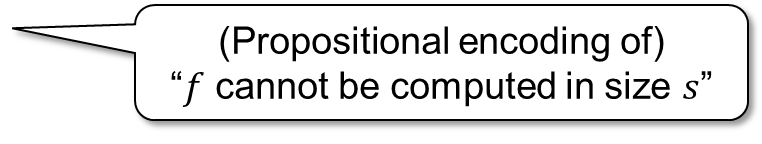 (Propositional encoding of)
“f cannot be computed in size s”